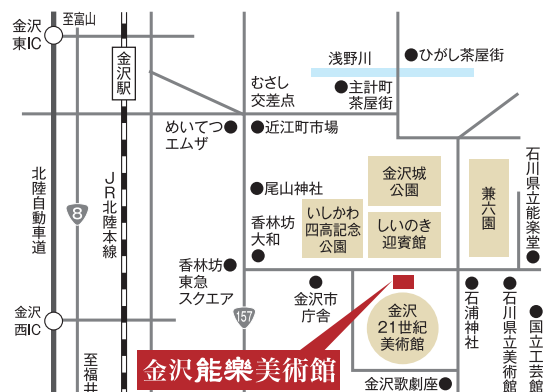 至富山
金沢
東IC
金沢駅
浅野川
ひがし茶屋街
主計町
茶屋街
むさし
交差点
めいてつ
エムザ
近江町市場
北陸自動車道
8
JR北陸本線
尾山神社
香林坊
大和
いしかわ
四高記念
公園
金沢城
公園
しいのき
迎賓館
兼六園
石川県立能楽堂
香林坊
東急
スクエア
157
金沢市
庁舎
金沢
21世紀
美術館
石浦神社
石川県立美術館
国立工芸館
金沢
西IC
至福井
金沢能樂美術館
金沢歌劇座